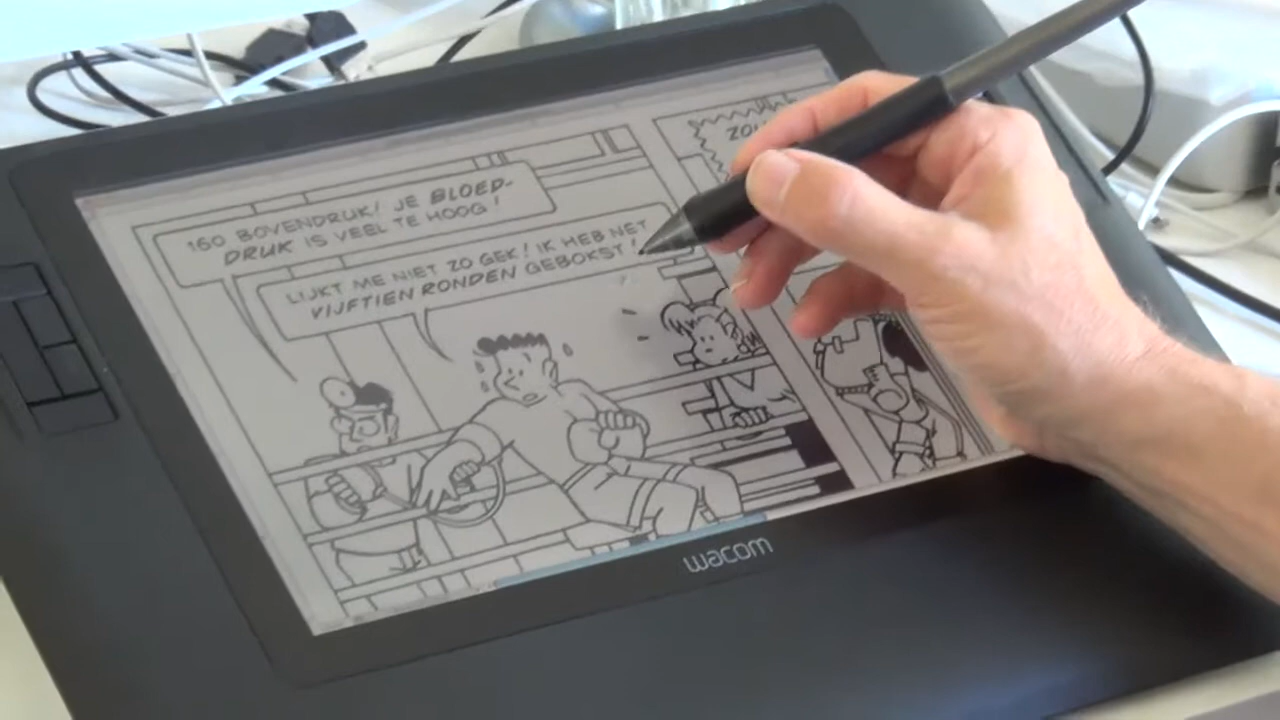 160 BOVENDRUK! JE BLOED-
DRUK IS VEEL TE HOOG!
LIJKT ME NIET ZO GEK! IK HEB NET
VIJFTIEN RONDEN GEBOKST!
wacom